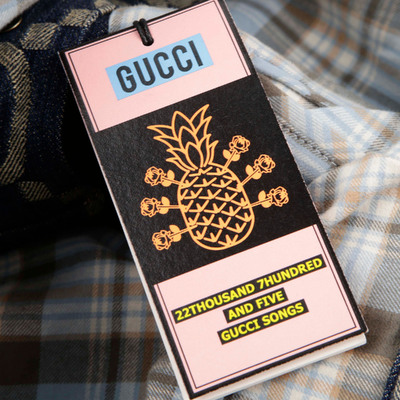 GUCCI
22THOUSAND 7HUNDRED
AND FIVE
GUCCI SONGS